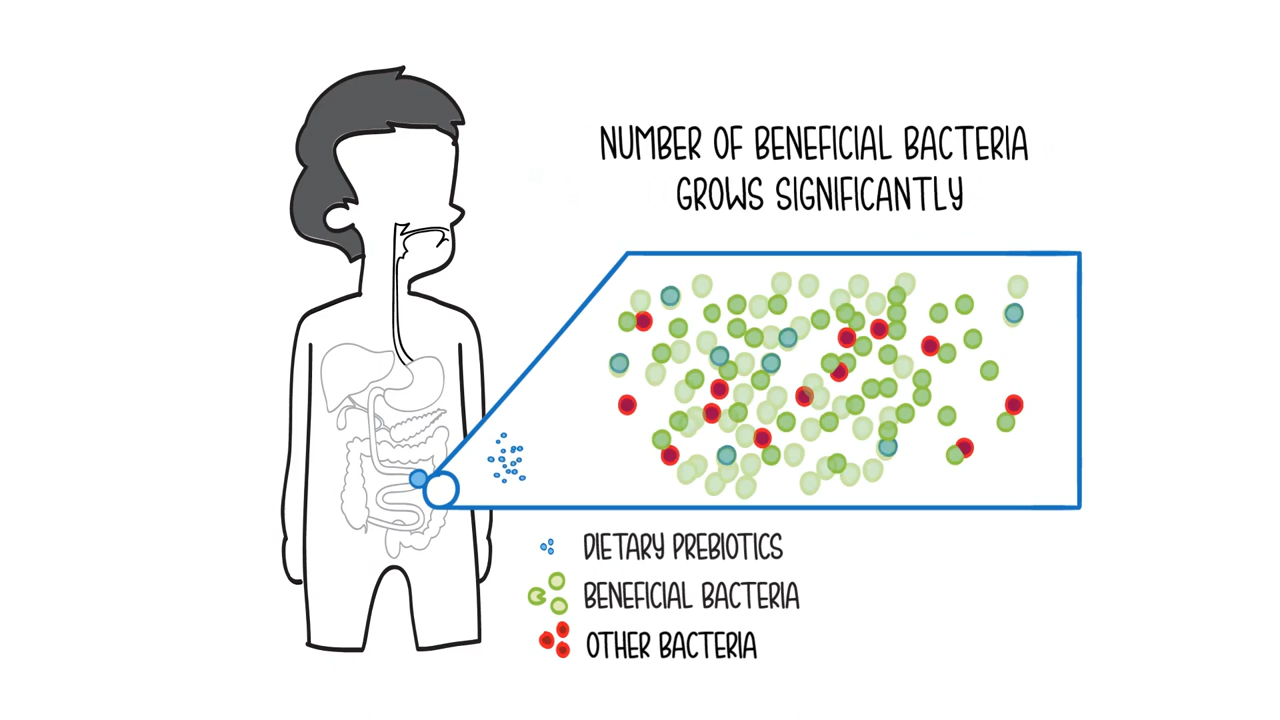 NUMBER OF BENEFICIAL BACTERIA
GROWS SIGNIFICANTLY
DIETARY PREBIOTICS
BENEFICIAL BACTERIA
OTHER BACTERIA